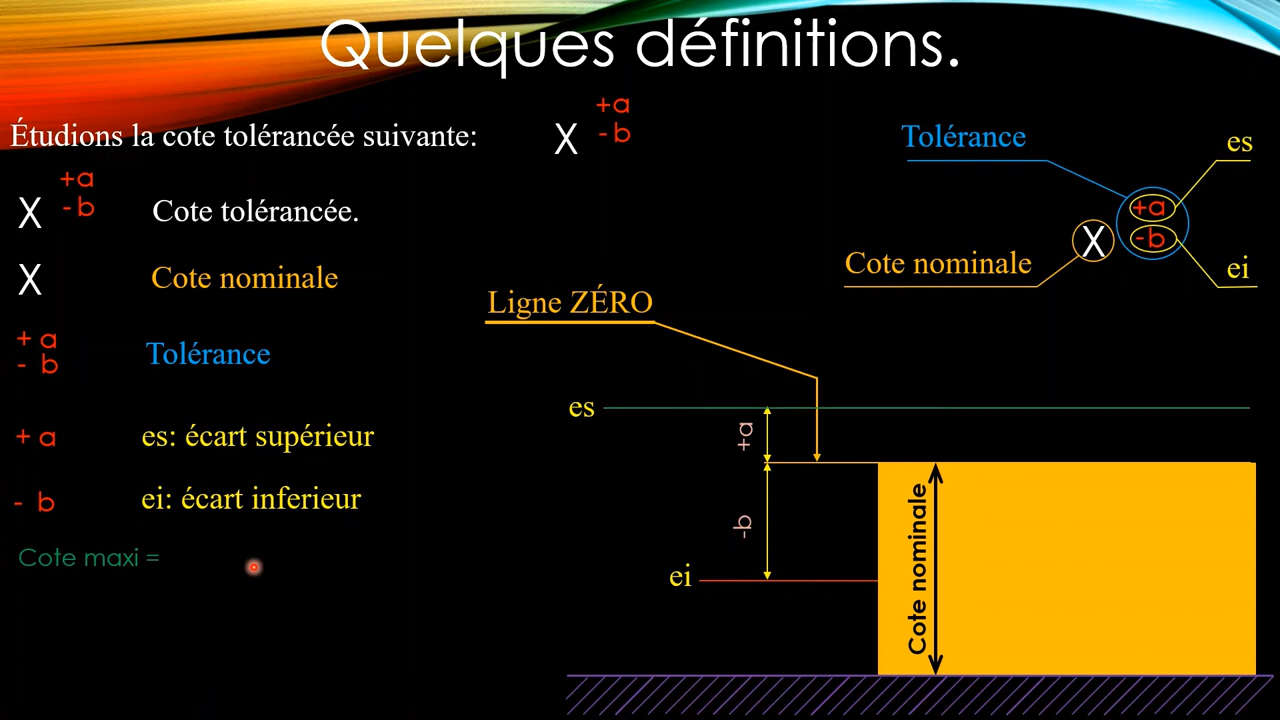 Quelques définitions.
Étudions la cote tolérancée suivante: X +a
- b
X +a
- b Cote tolérancée.
X Cote nominale
+ a
- b Tolérance
+ a es: écart supérieur
- b ei: écart inferieur
Cote maxi =
Tolérance
es
+a
X -b
Cote nominale
ei
Ligne ZÉRO
es
+a
-b
ei
Cote nominale